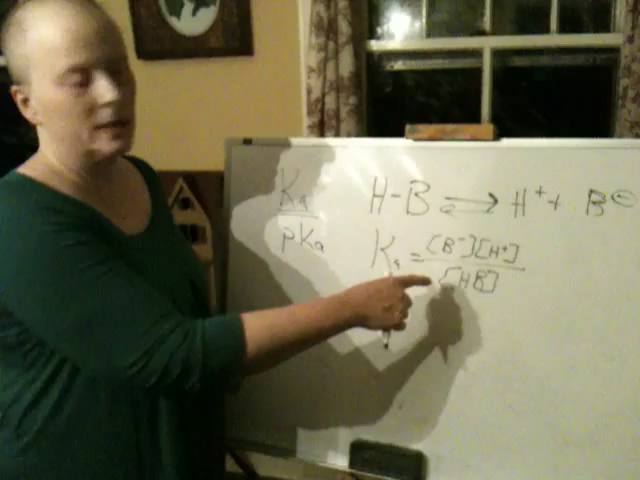 Ka
pKa
H-B ⇌ H⁺ + B⊖
Ka = [B⁻][H⁺]
[HB]